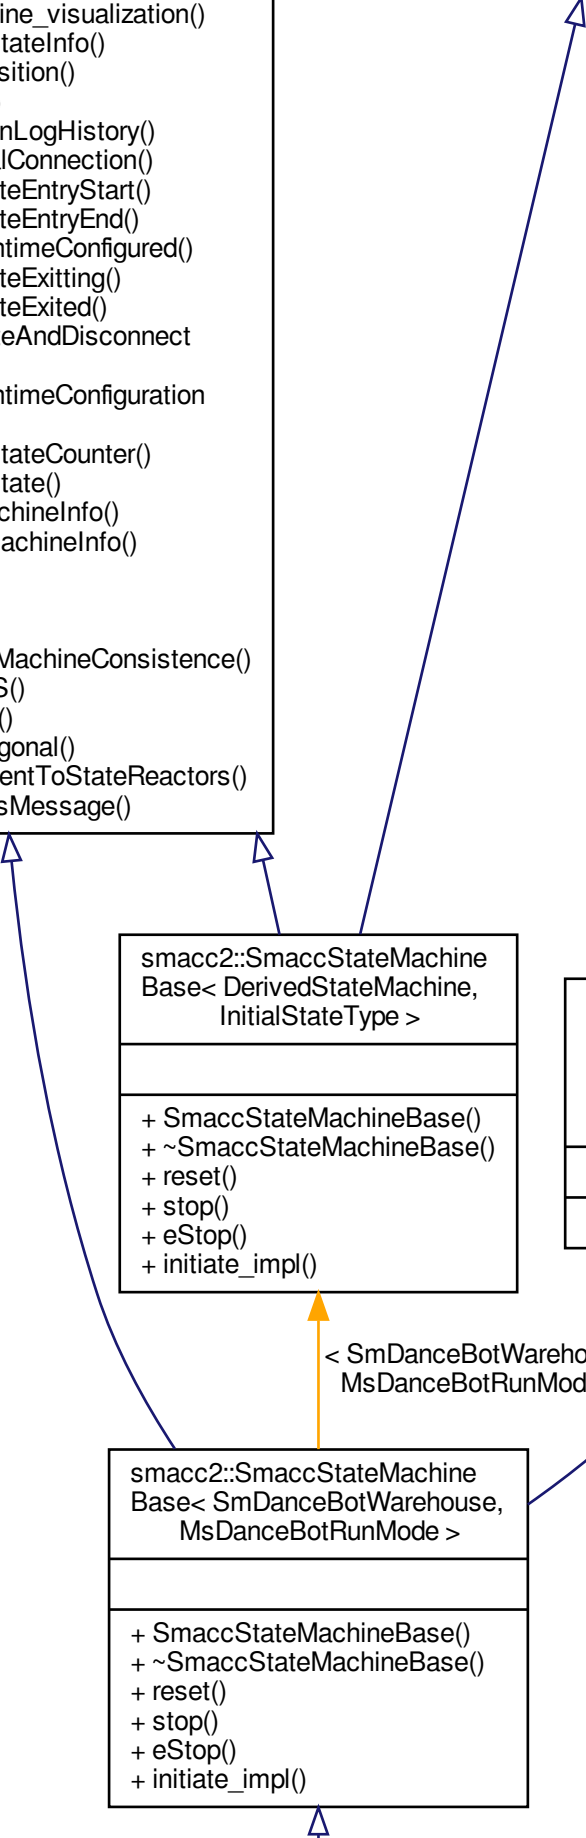 ine_visualization()
tateInfo()
sition()
)
nLogHistory()
lConnection()
teEntryStart()
teEntryEnd()
ntimeConfigured()
teExitting()
teExited()
teAndDisconnect
ntimeConfiguration
tateCounter()
tate()
chineInfo()
achineInfo()
MachineConsistence()
S()
()
gonal()
entToStateReactors()
sMessage()
smacc2::SmaccStateMachine
Base< DerivedStateMachine,
InitialStateType >
+ SmaccStateMachineBase()
+ ~SmaccStateMachineBase()
+ reset()
+ stop()
+ eStop()
+ initiate_impl()
< SmDanceBotWareho
MsDanceBotRunMod
smacc2::SmaccStateMachine
Base< SmDanceBotWarehouse,
MsDanceBotRunMode >
+ SmaccStateMachineBase()
+ ~SmaccStateMachineBase()
+ reset()
+ stop()
+ eStop()
+ initiate_impl()